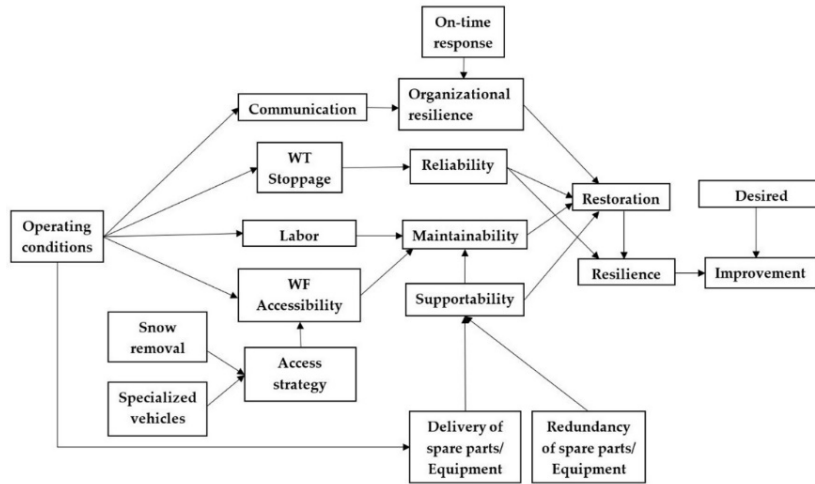 On-time
response
Communication
Organizational
resilience
WT
Stoppage
Reliability
Restoration
Desired
Operating
conditions
Labor
Maintainability
Resilience
Improvement
WF
Accessibility
Supportability
Snow
removal
Access
strategy
Specialized
vehicles
Delivery of
spare parts/
Equipment
Redundancy
of spare parts/
Equipment